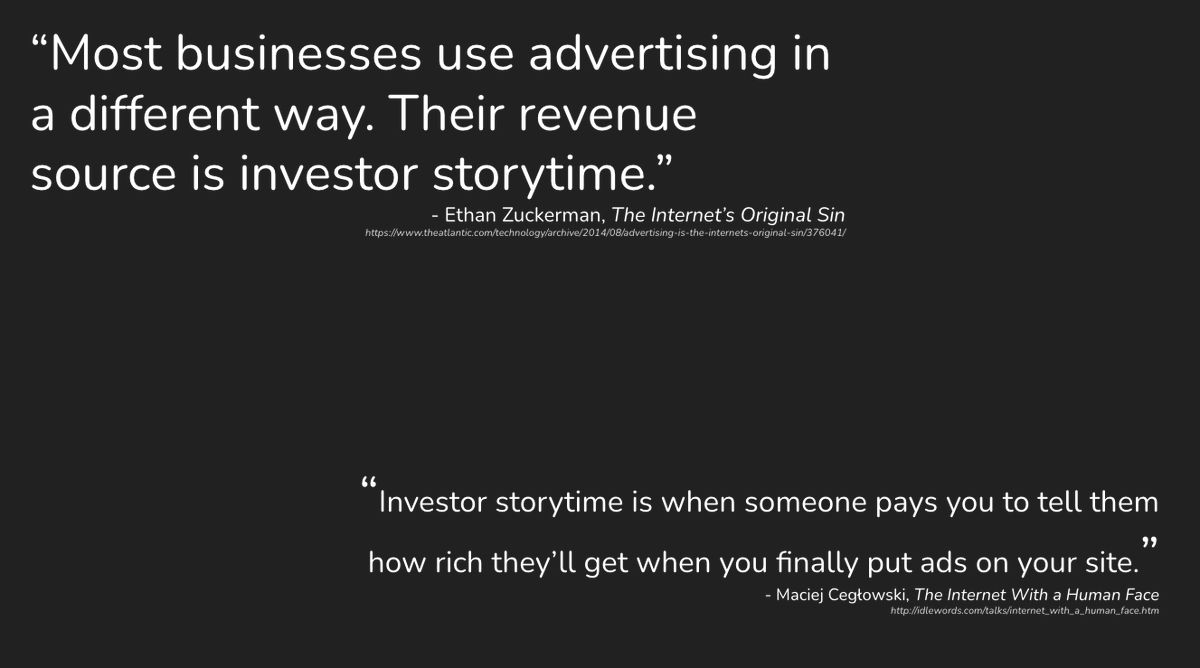 “Most businesses use advertising in
a different way. Their revenue
source is investor storytime.”
- Ethan Zuckerman, The Internet’s Original Sin
https://www.theatlantic.com/technology/archive/2014/08/advertising-is-the-internets-original-sin/376041/
“Investor storytime is when someone pays you to tell them
how rich they’ll get when you finally put ads on your site.”
- Maciej Cegłowski, The Internet With a Human Face
http://idlewords.com/talks/internet_with_a_human_face.htm